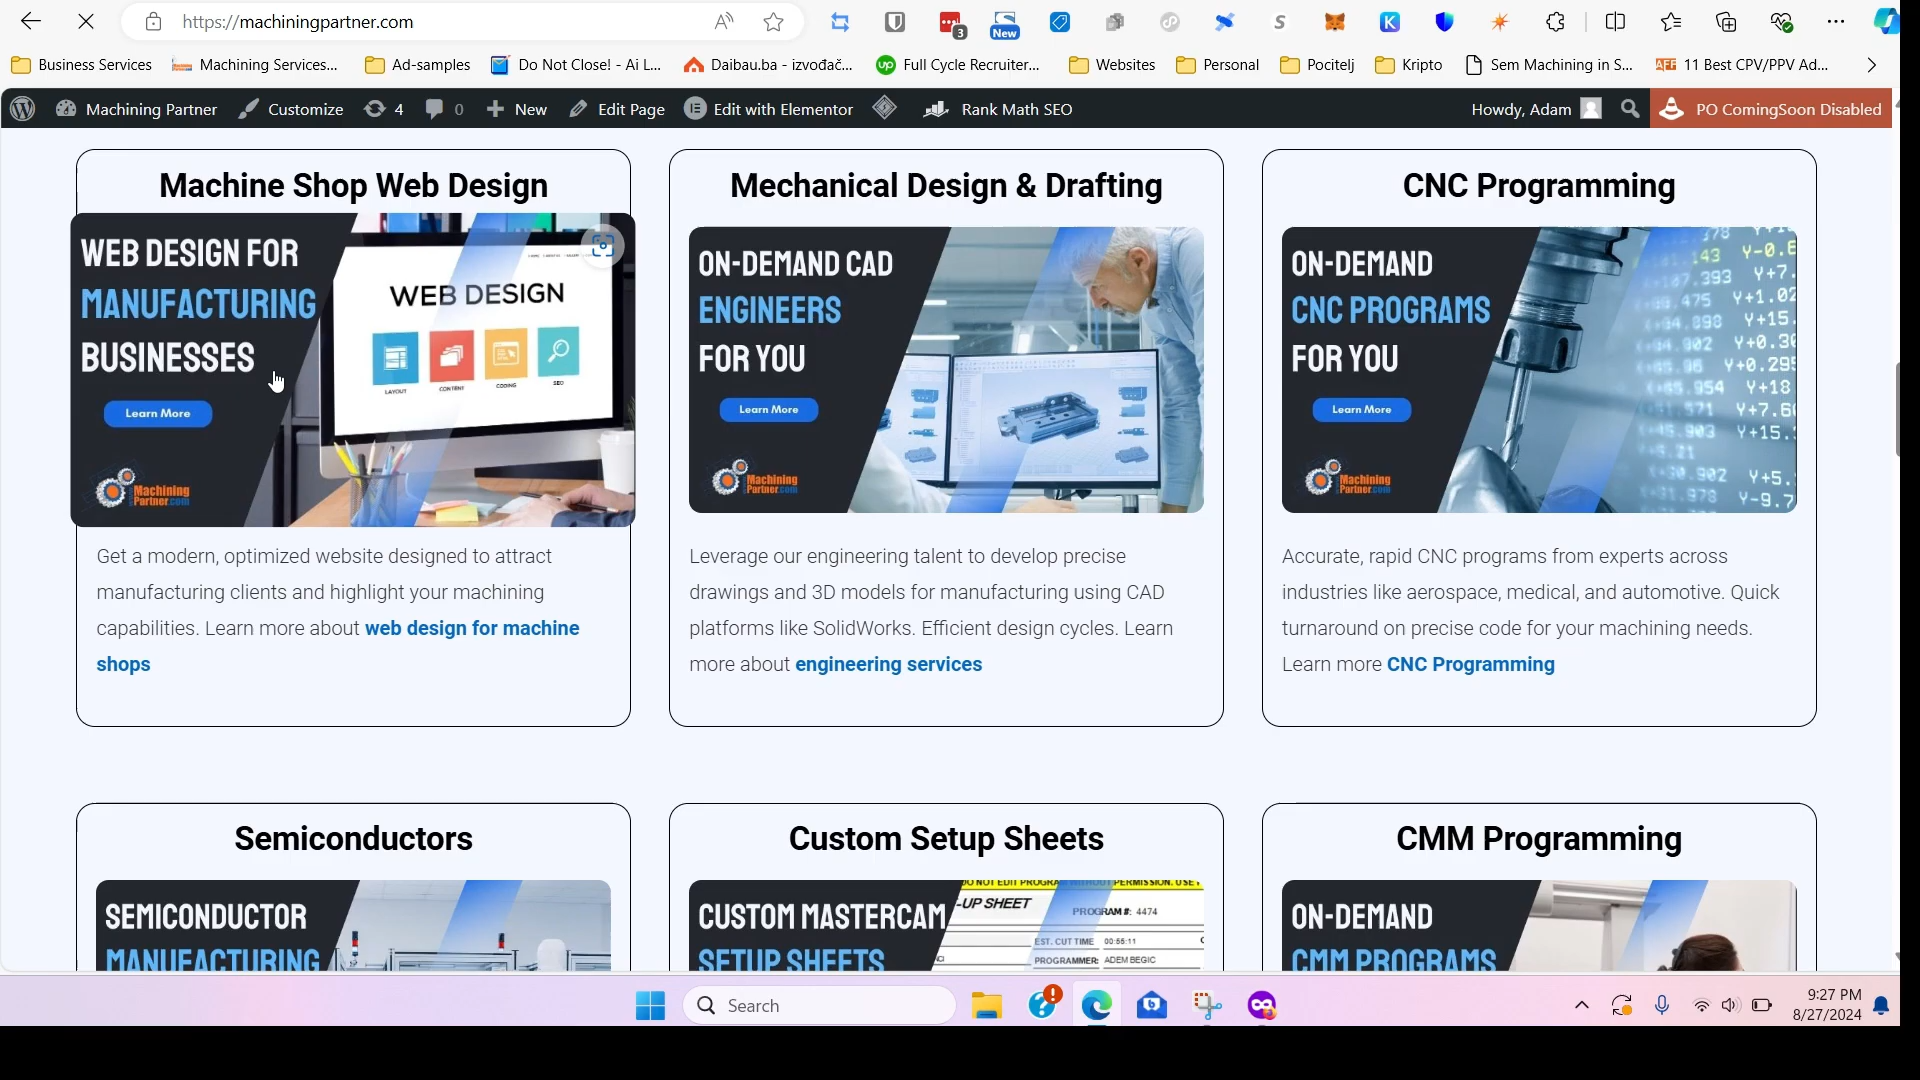 https://machiningpartner.com
3
New
Business Services
Machining Services...
Ad-samples
Do Not Close! - Ai L...
Daibau.ba - izvođač...
up Full Cycle Recruiter...
Websites
Personal
Pocitelj
Kripto
Sem Machining in S...
AFF 11 Best CPV/PPV Ad...
Machining Partner
Customize
4
0
New
Edit Page
Edit with Elementor
Rank Math SEO
Howdy, Adam
PO ComingSoon Disabled
Machine Shop Web Design
WEB DESIGN FOR
MANUFACTURING
BUSINESSES
Learn More
Machining
Partner.com
WEB DESIGN
LAYOUT
CONTENT
CODING
SEO
Get a modern, optimized website designed to attract
manufacturing clients and highlight your machining
capabilities. Learn more about web design for machine
shops
Mechanical Design & Drafting
ON-DEMAND CAD
ENGINEERS
FOR YOU
Learn More
Machining
Partner.com
Leverage our engineering talent to develop precise
drawings and 3D models for manufacturing using CAD
platforms like SolidWorks. Efficient design cycles. Learn
more about engineering services
CNC Programming
ON-DEMAND
CNC PROGRAMS
FOR YOU
Learn More
Machining
Partner.com
Accurate, rapid CNC programs from experts across
industries like aerospace, medical, and automotive. Quick
turnaround on precise code for your machining needs.
Learn more CNC Programming
Semiconductors
SEMICONDUCTOR
MANUFACTURING
Custom Setup Sheets
CUSTOM MASTERCAM
SETUP SHEETS
DO NOT EDIT PROGRAM WITHOUT PERMISSION. USE
-UP SHEET
PROGRAM #: 4474
EST. CUT TIME 00:55:11
PROGRAMMER: ADEM BEGIC
CMM Programming
ON-DEMAND
CMM PROGRAMS
Search
9:27 PM
8/27/2024